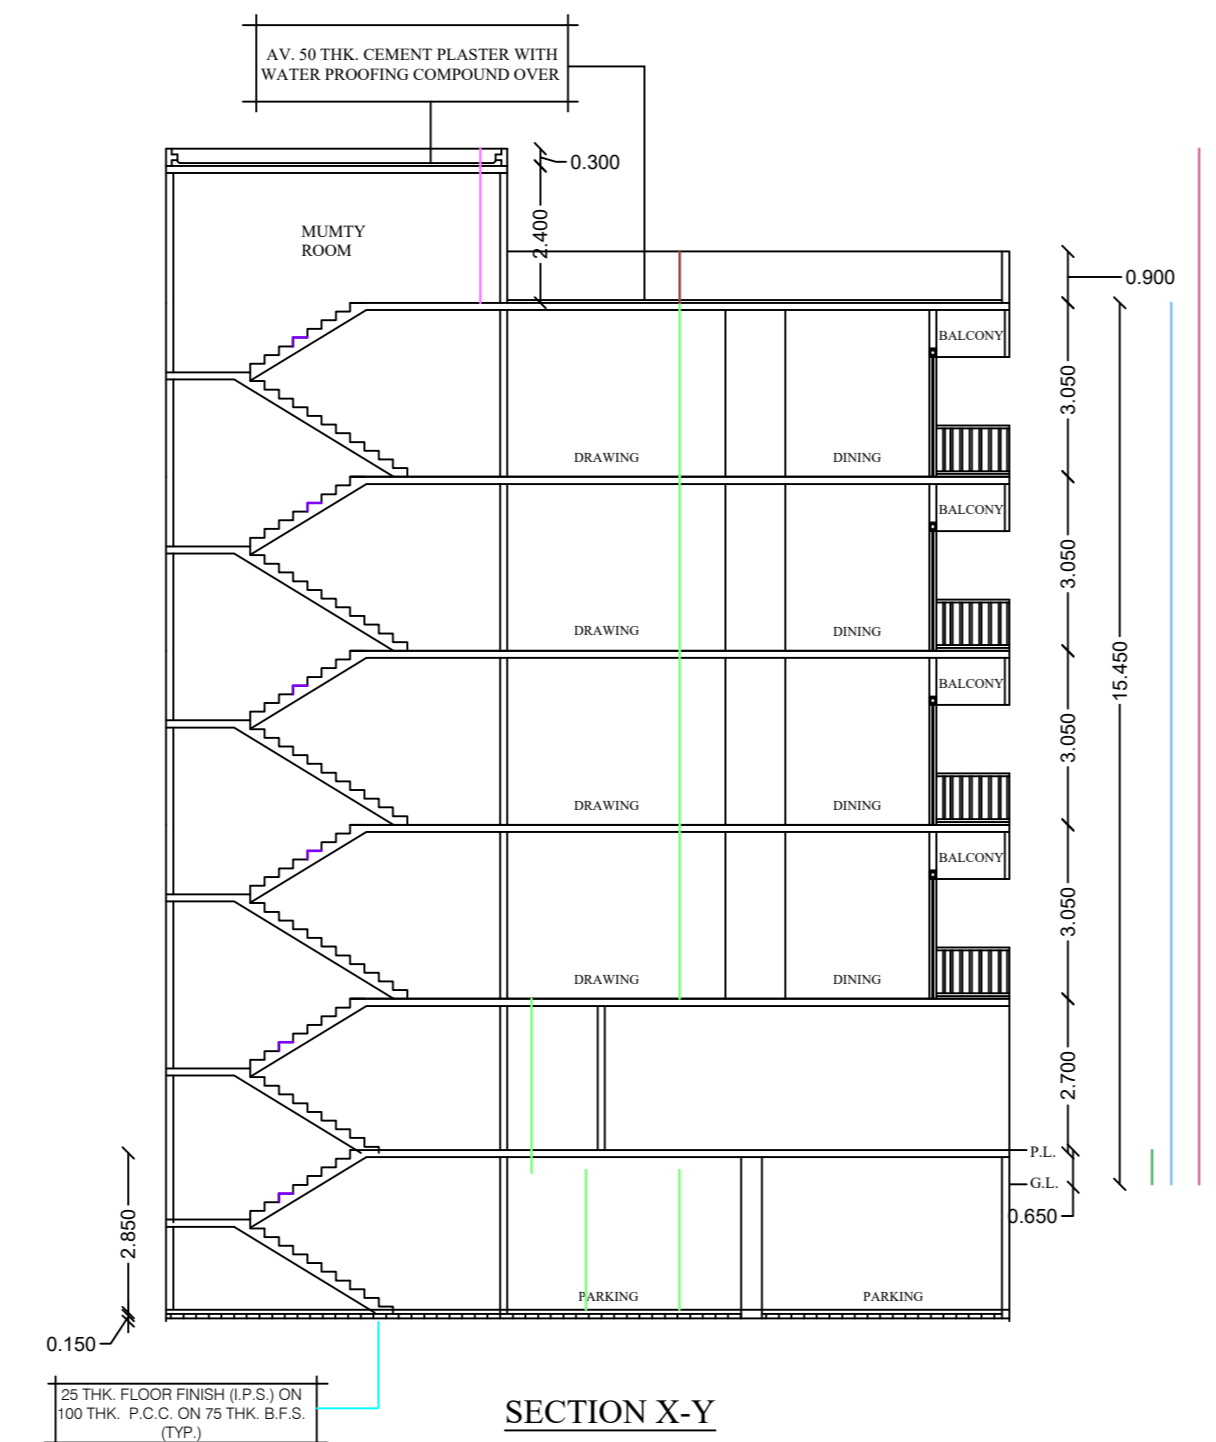 AV. 50 THK. CEMENT PLASTER WITH
WATER PROOFING COMPOUND OVER
0.300
2.400
MUMTY
ROOM
0.900
BALCONY
3.050
DRAWING
DINING
BALCONY
3.050
DRAWING
DINING
BALCONY
3.050
15.450
DRAWING
DINING
BALCONY
3.050
DRAWING
DINING
2.700
P.L.
G.L.
0.650
2.850
PARKING
PARKING
0.150
25 THK. FLOOR FINISH (I.P.S.) ON
100 THK. P.C.C. ON 75 THK. B.F.S.
(TYP.)
SECTION X-Y